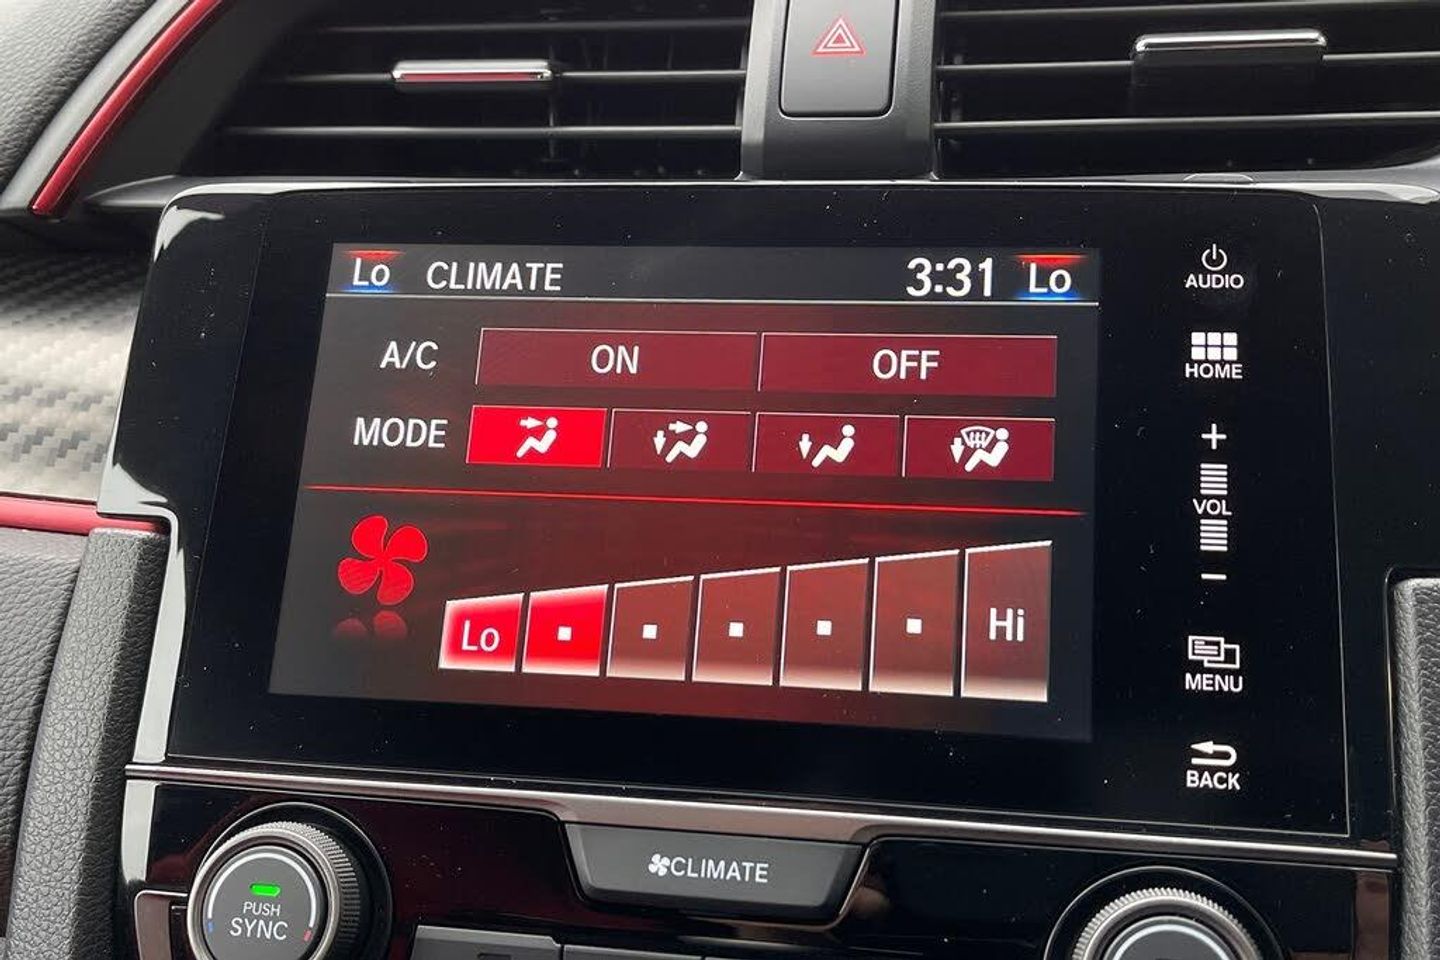 Lo CLIMATE 3:31 Lo
A/C ON OFF
MODE
Lo Hi
AUDIO
HOME
+
VOL
-
MENU
BACK
CLIMATE
PUSH
SYNC